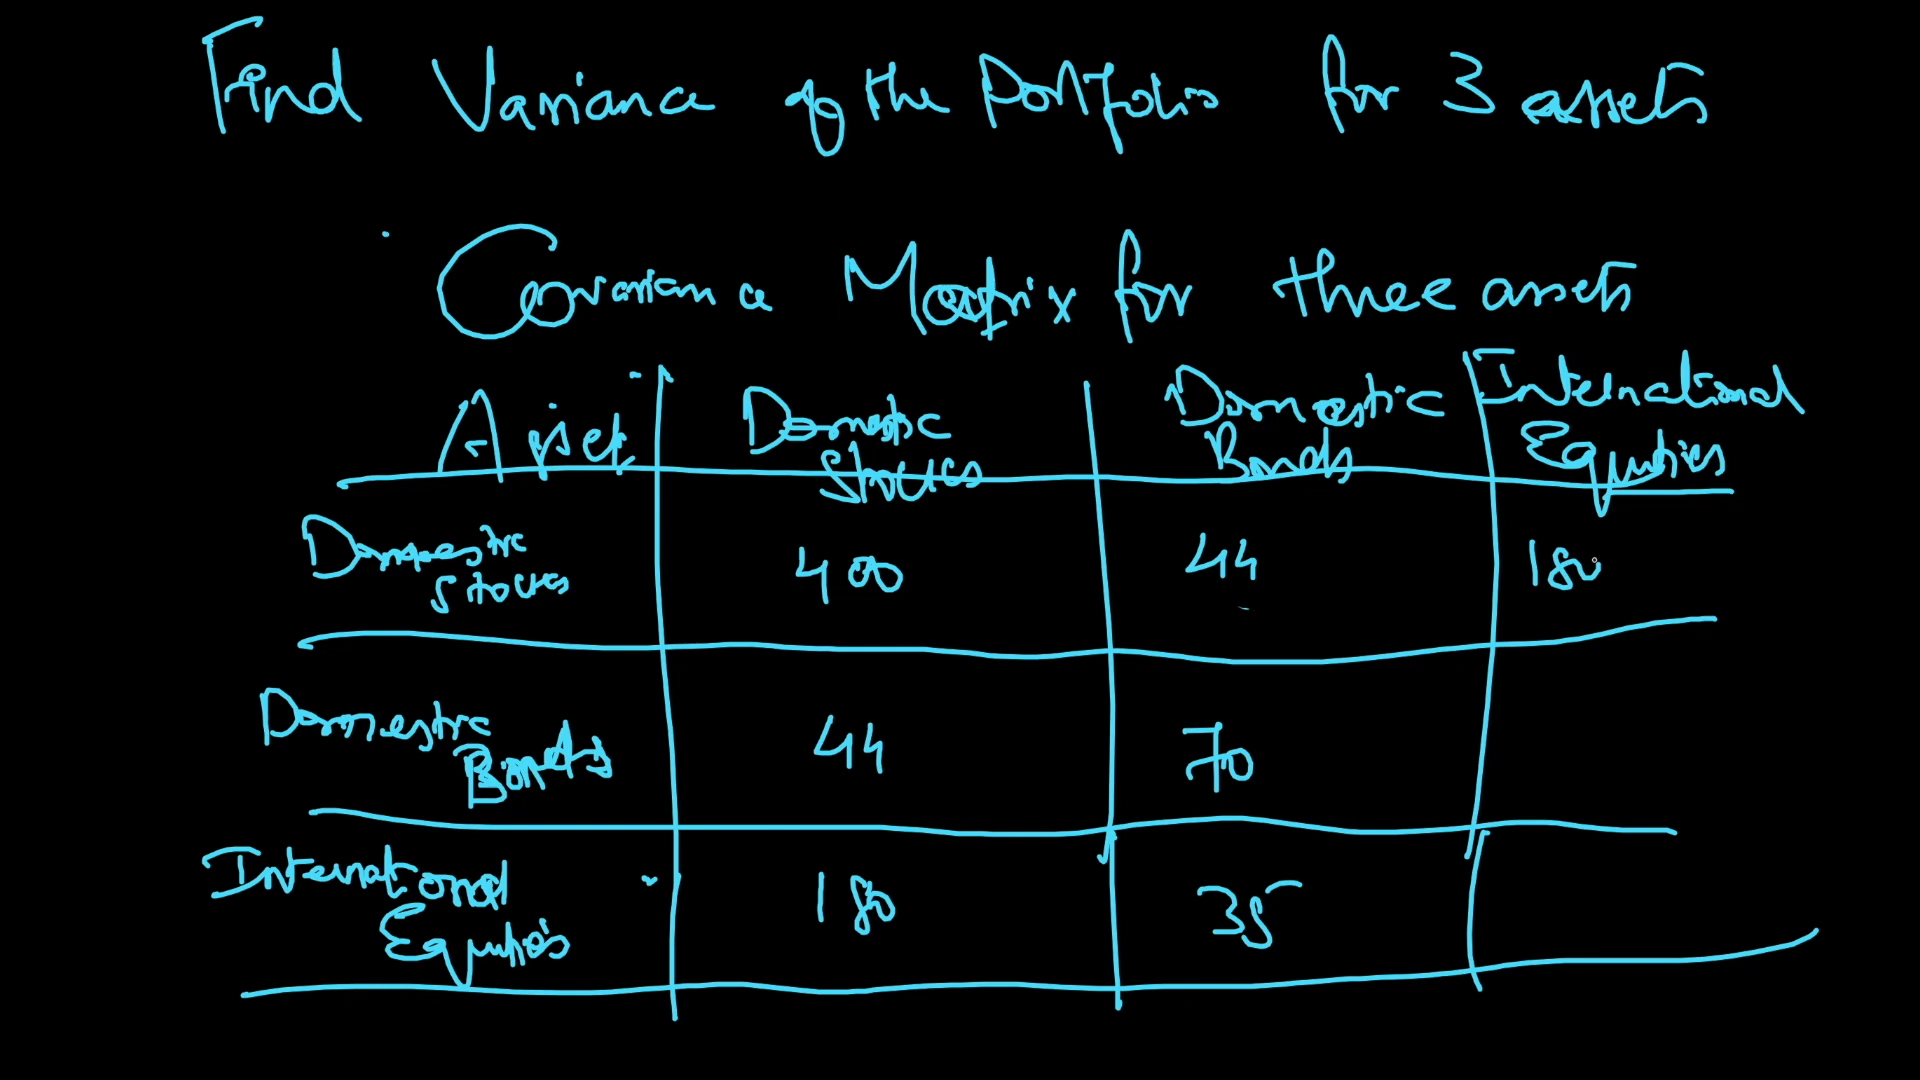 Find Variance of the Portfolio for 3 assets
Covariance Matrix for three assets
Asset Domestic Stocks Domestic Bonds International Equities
Domestic Stocks 400 44 180
Domestic Bonds 44 70
International Equities 180 35